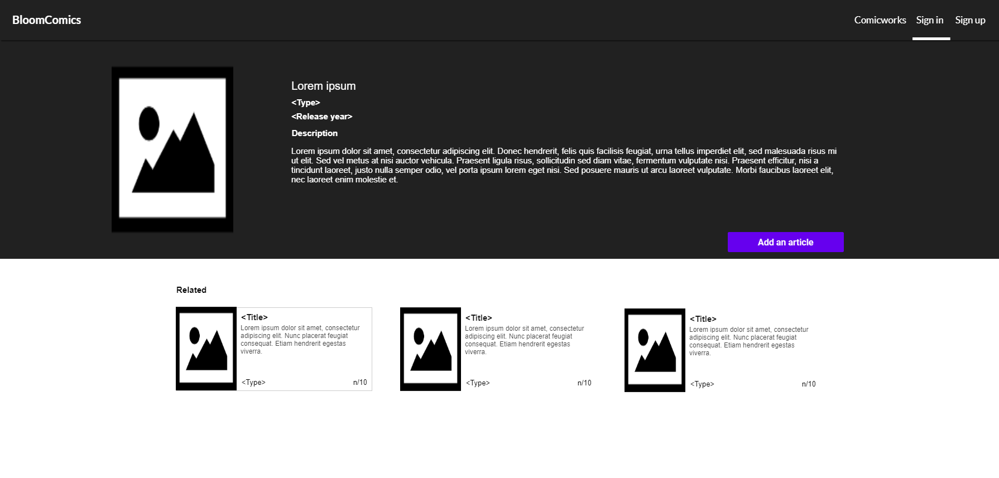 BloomComics
Comicworks
Sign in
Sign up
Lorem ipsum
<Type>
<Release year>
Description
Lorem ipsum dolor sit amet, consectetur adipiscing elit. Donec hendrerit, felis quis facilisis feugiat, urna tellus imperdiet elit, sed malesuada risus mi
ut elit. Sed vel metus at nisi auctor vehicula. Praesent ligula risus, sollicitudin sed diam vitae, fermentum vulputate nisi. Praesent efficitur, nisi a
tincidunt laoreet, justo nulla semper odio, vel porta ipsum lorem eget nisi. Sed posuere mauris ut arcu laoreet vulputate. Morbi faucibus laoreet elit,
nec laoreet enim molestie et.
Add an article
Related
<Title>
Lorem ipsum dolor sit amet, consectetur
adipiscing elit. Nunc placerat feugiat
consequat. Etiam hendrerit egestas
viverra.
<Type>
n/10
<Title>
Lorem ipsum dolor sit amet, consectetur
adipiscing elit. Nunc placerat feugiat
consequat. Etiam hendrerit egestas
viverra.
<Type>
n/10
<Title>
Lorem ipsum dolor sit amet, consectetur
adipiscing elit. Nunc placerat feugiat
consequat. Etiam hendrerit egestas
viverra.
<Type>
n/10